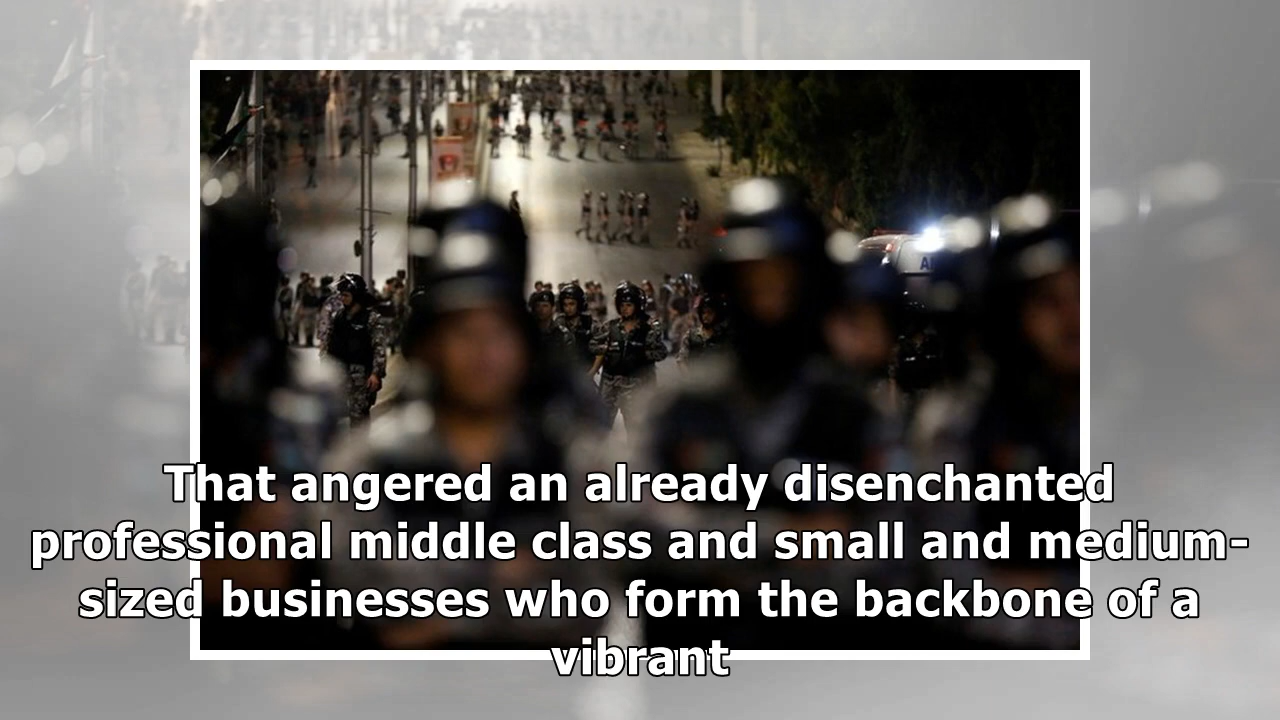 That angered an already disenchanted
professional middle class and small and medium-
sized businesses who form the backbone of a
vibrant